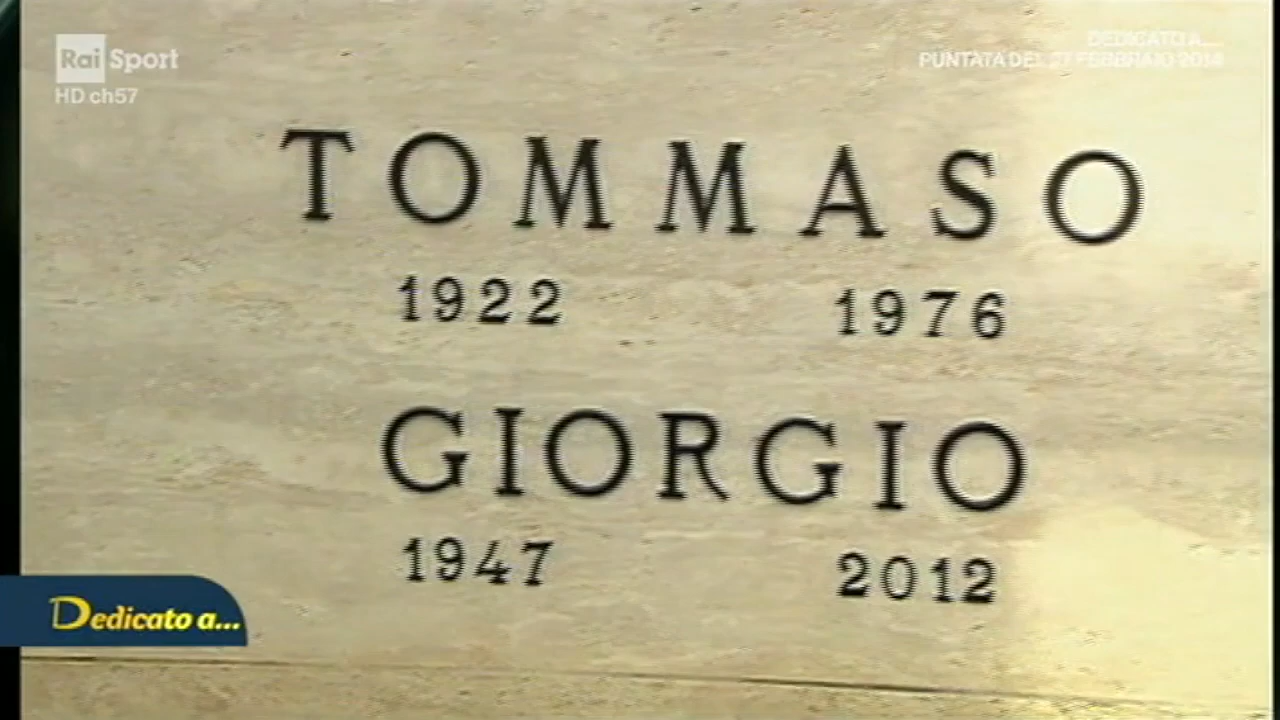 Rai Sport
HD ch57
DEDICATO A...
PUNTATA DEL 27 FEBBRAIO 2014
TOMMASO
1922 1976
GIORGIO
1947 2012
Dedicato a...